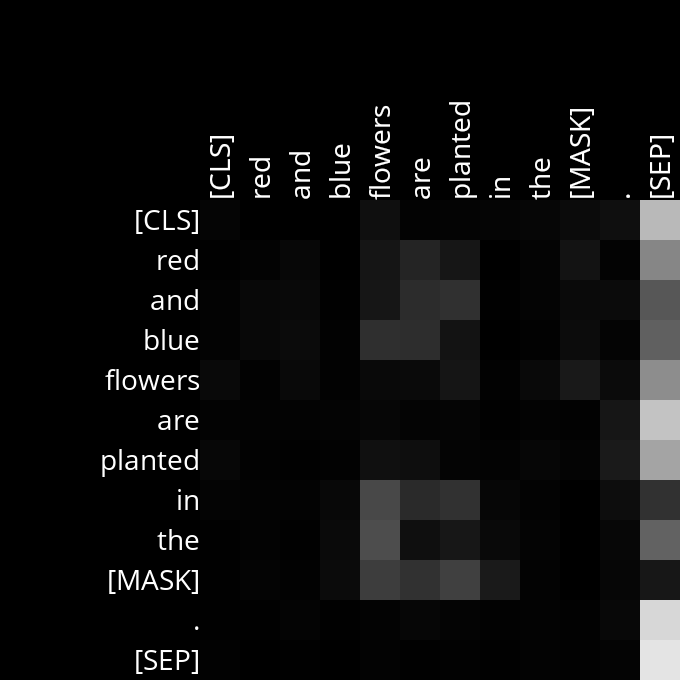 [CLS] red and blue flowers are planted in the [MASK] . [SEP]
[CLS]
red
and
blue
flowers
are
planted
in
the
[MASK]
.
[SEP]